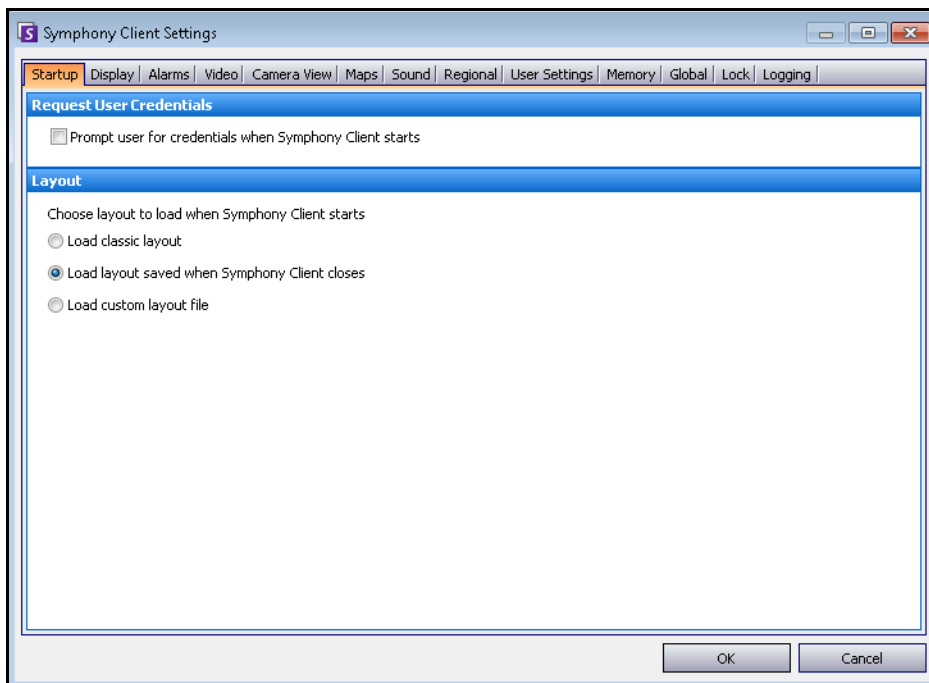 Symphony Client Settings
Startup Display Alarms Video Camera View Maps Sound Regional User Settings Memory Global Lock Logging
Request User Credentials
Prompt user for credentials when Symphony Client starts
Layout
Choose layout to load when Symphony Client starts
Load classic layout
Load layout saved when Symphony Client closes
Load custom layout file
OK Cancel